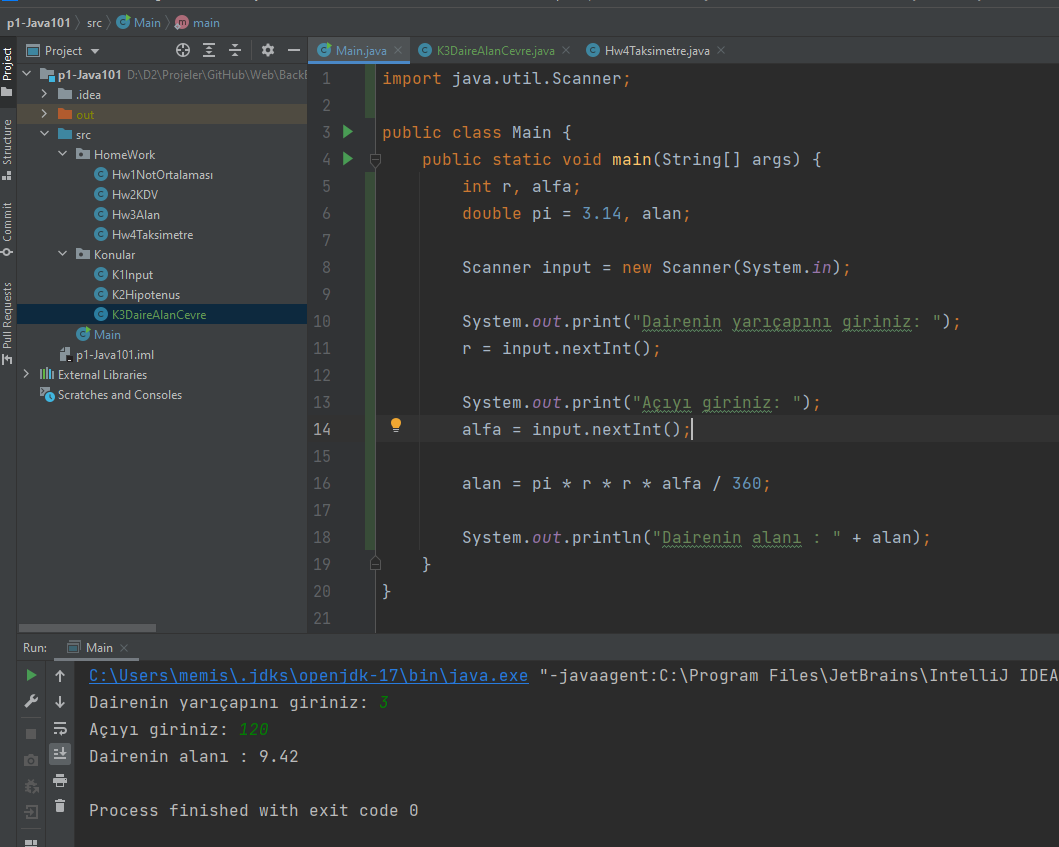 p1-Java101 src Main main
Project
Main.java K3DaireAlanCevre.java Hw4Taksimetre.java
Project
Structure
Commit
Pull Requests
p1-Java101 D:\D2\Projeler\GitHub\Web\BackE
.idea
out
src
HomeWork
Hw1NotOrtalaması
Hw2KDV
Hw3Alan
Hw4Taksimetre
Konular
K1Input
K2Hipotenus
K3DaireAlanCevre
Main
p1-Java101.iml
External Libraries
Scratches and Consoles
1 import java.util.Scanner;
2
3 public class Main {
4 public static void main(String[] args) {
5 int r, alfa;
6 double pi = 3.14, alan;
7
8 Scanner input = new Scanner(System.in);
9
10 System.out.print("Dairenin yarıçapını giriniz: ");
11 r = input.nextInt();
12
13 System.out.print("Açıyı giriniz: ");
14 alfa = input.nextInt();
15
16 alan = pi * r * r * alfa / 360;
17
18 System.out.println("Dairenin alanı : " + alan);
19 }
20 }
21
Run: Main
C:\Users\memis\.jdks\openjdk-17\bin\java.exe "-javaagent:C:\Program Files\JetBrains\IntelliJ IDEA
Dairenin yarıçapını giriniz: 3
Açıyı giriniz: 120
Dairenin alanı : 9.42
Process finished with exit code 0